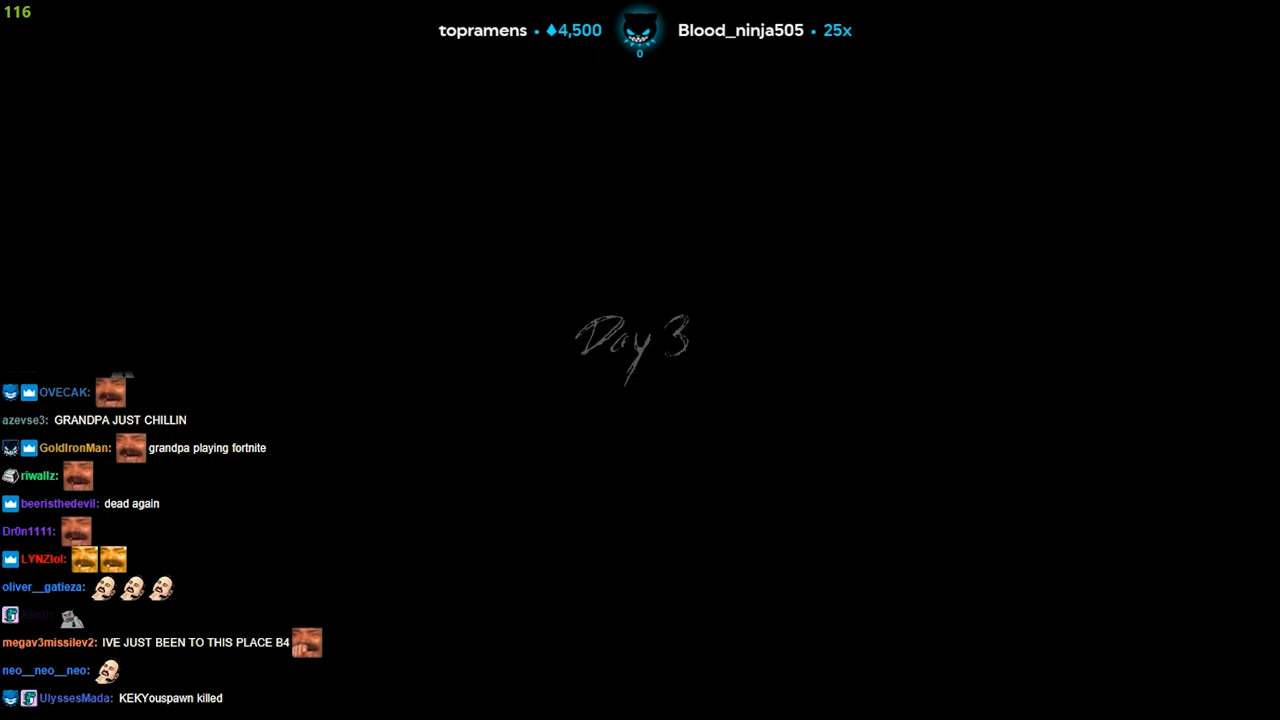 116
topramens • 4,500
Blood_ninja505 • 25x
0
Day 3
OVECAK:
azevse3: GRANDPA JUST CHILLIN
GoldIronMan: grandpa playing fortnite
riwallz:
beeristhedevil: dead again
Dr0n1111:
LYNZlol:
oliver__gatieza:
megav3missilev2: IVE JUST BEEN TO THIS PLACE B4
neo__neo__neo:
UlyssesMada: KEKYouspawn killed